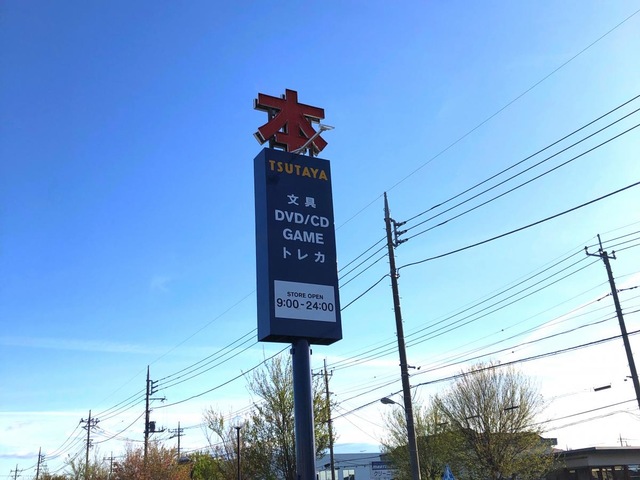 本
TSUTAYA
文具
DVD/CD
GAME
トレカ
STORE OPEN
9:00-24:00